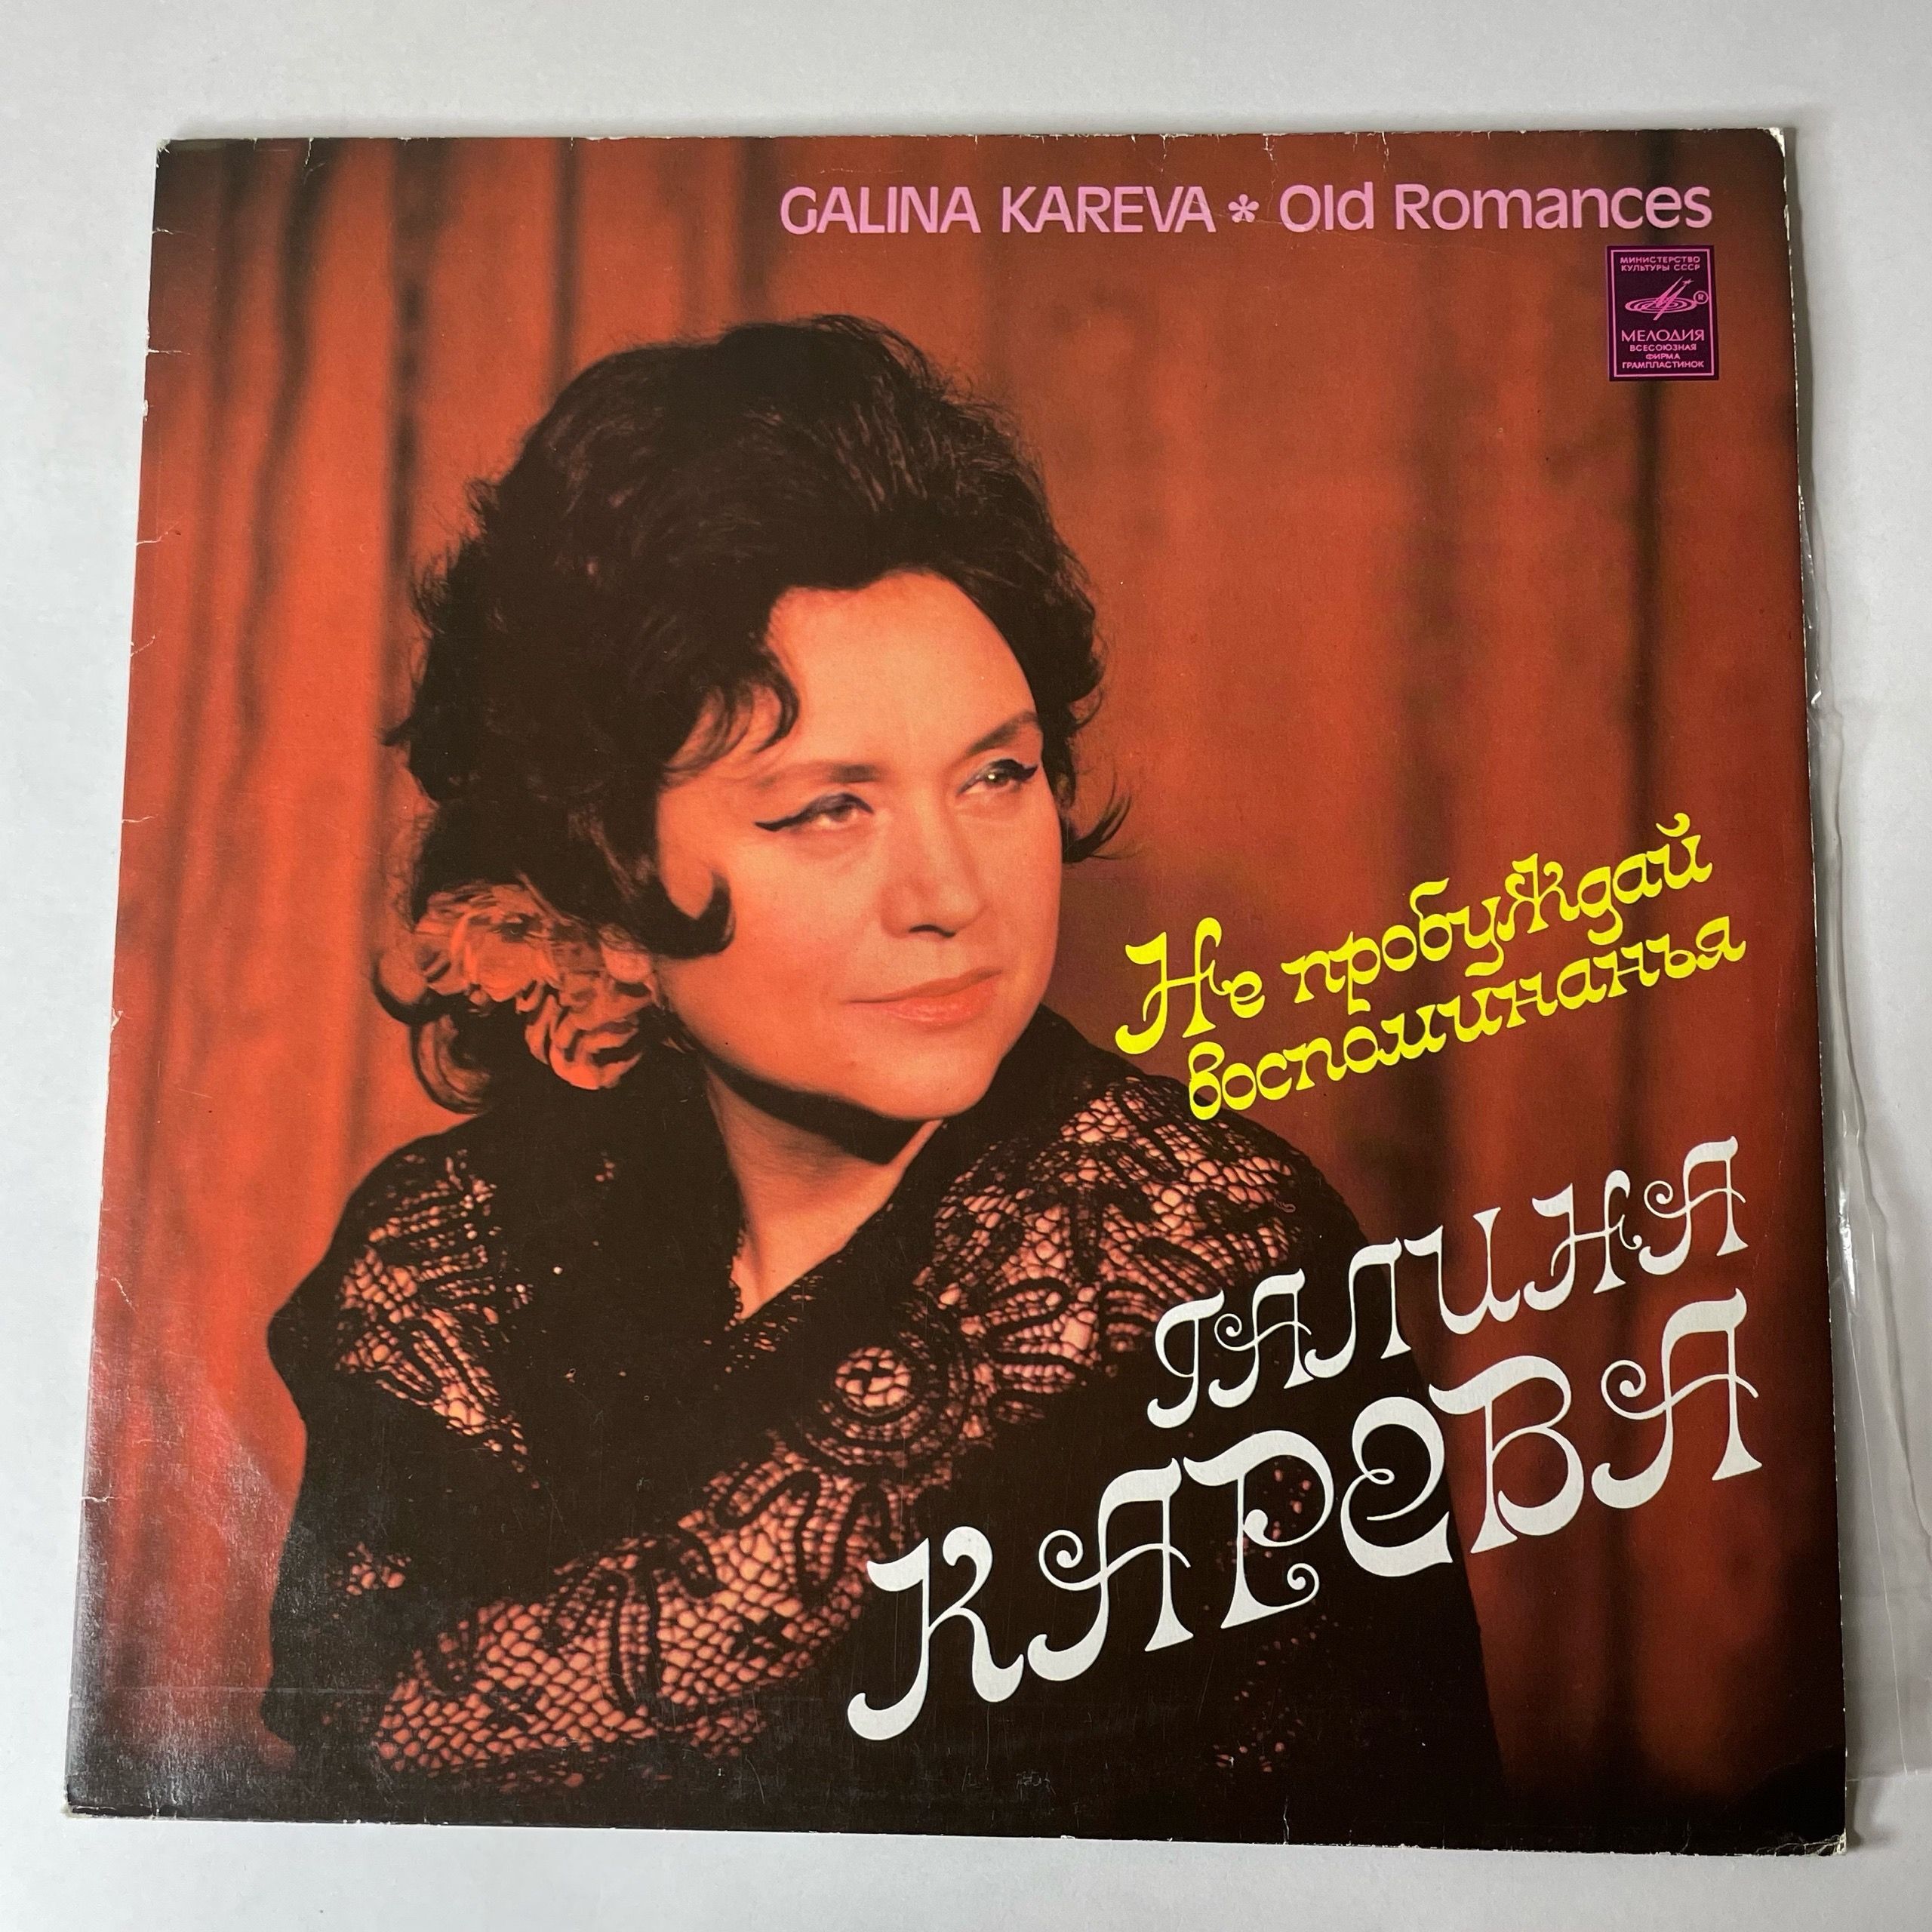 GALINA KAREVA * Old Romances
МИНИСТЕРСТВО
КУЛЬТУРЫ СССР
®
МЕЛОДИЯ
ВСЕСОЮЗНАЯ
ФИРМА
ГРАМПЛАСТИНОК
Не пробуждай
воспоминанья
ГАЛИНА
КАРЕВА